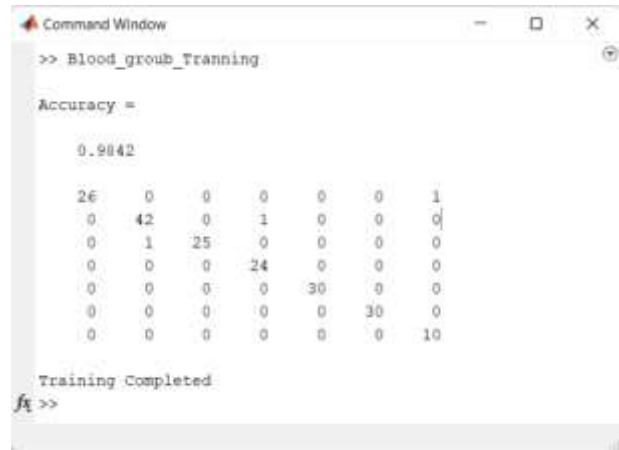 Command Window
>> Blood_groub_Tranning
Accuracy =
0.9842
26 0 0 0 0 0 1
0 42 0 1 0 0 0
0 1 25 0 0 0 0
0 0 0 24 0 0 0
0 0 0 0 30 0 0
0 0 0 0 0 30 0
0 0 0 0 0 0 10
Training Completed
fx >>